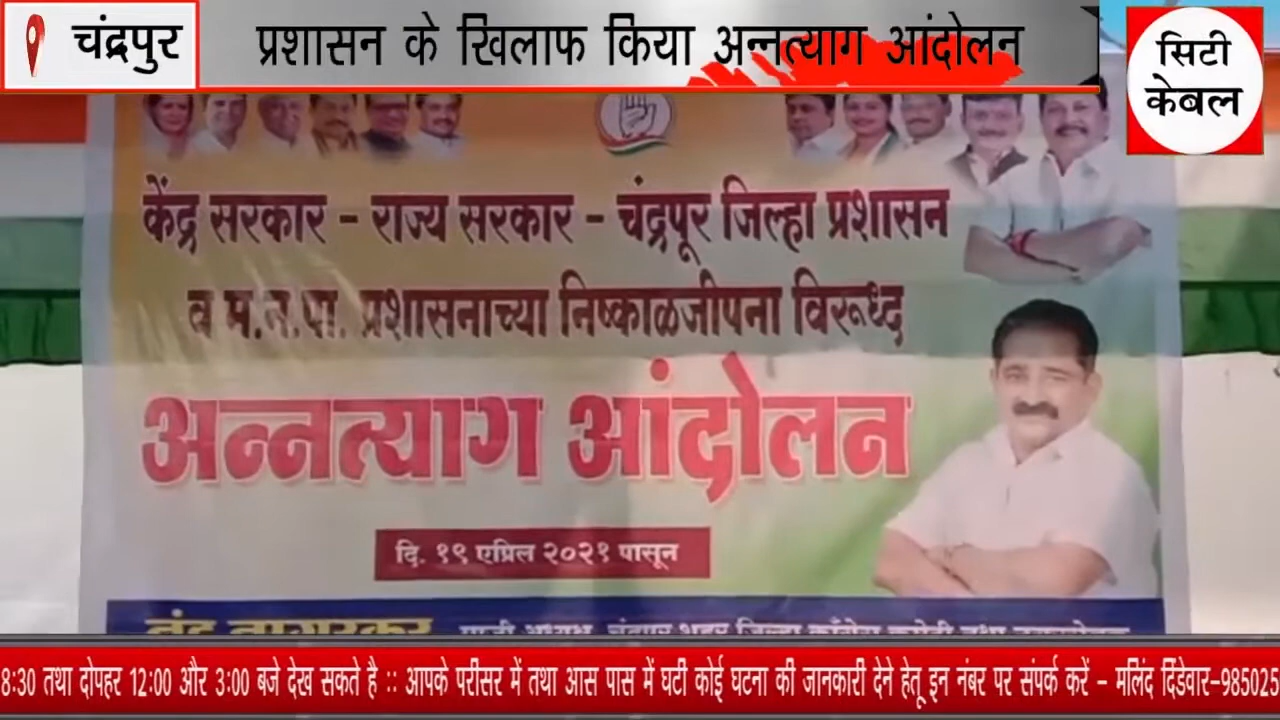 चंद्रपुर
प्रशासन के खिलाफ किया अन्नत्याग आंदोलन
सिटी
केबल
केंद्र सरकार - राज्य सरकार - चंद्रपूर जिल्हा प्रशासन
व म.न.पा. प्रशासनाच्या निष्काळजीपना विरूध्द
अन्नत्याग आंदोलन
दि. १९ एप्रिल २०२१ पासून
8:30 तथा दोपहर 12:00 और 3:00 बजे देख सकते है :: आपके परीसर में तथा आस पास में घटी कोई घटना की जानकारी देने हेतू इन नंबर पर संपर्क करें - मलिंद दिंडेवार-985025